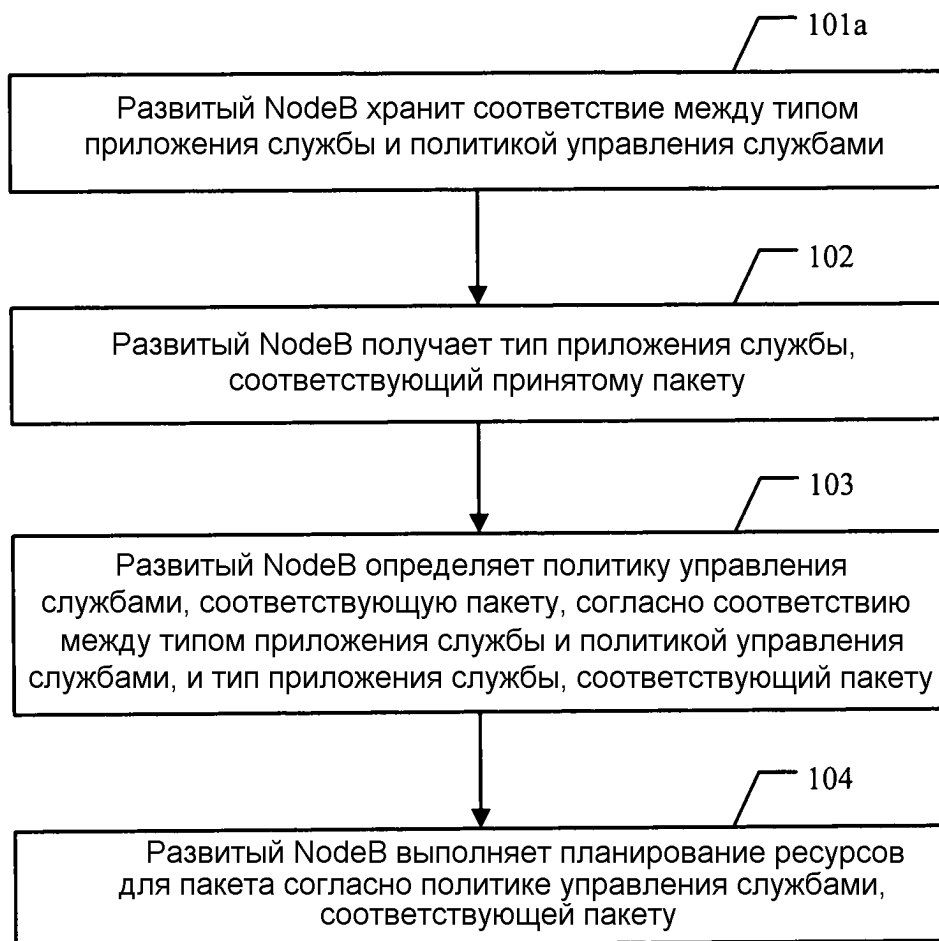 101a
Развитый NodeB хранит соответствие между типом
приложения службы и политикой управления службами
102
Развитый NodeB получает тип приложения службы,
соответствующий принятому пакету
103
Развитый NodeB определяет политику управления
службами, соответствующую пакету, согласно соответствию
между типом приложения службы и политикой управления
службами, и тип приложения службы, соответствующий пакету
104
Развитый NodeB выполняет планирование ресурсов
для пакета согласно политике управления службами,
соответствующей пакету